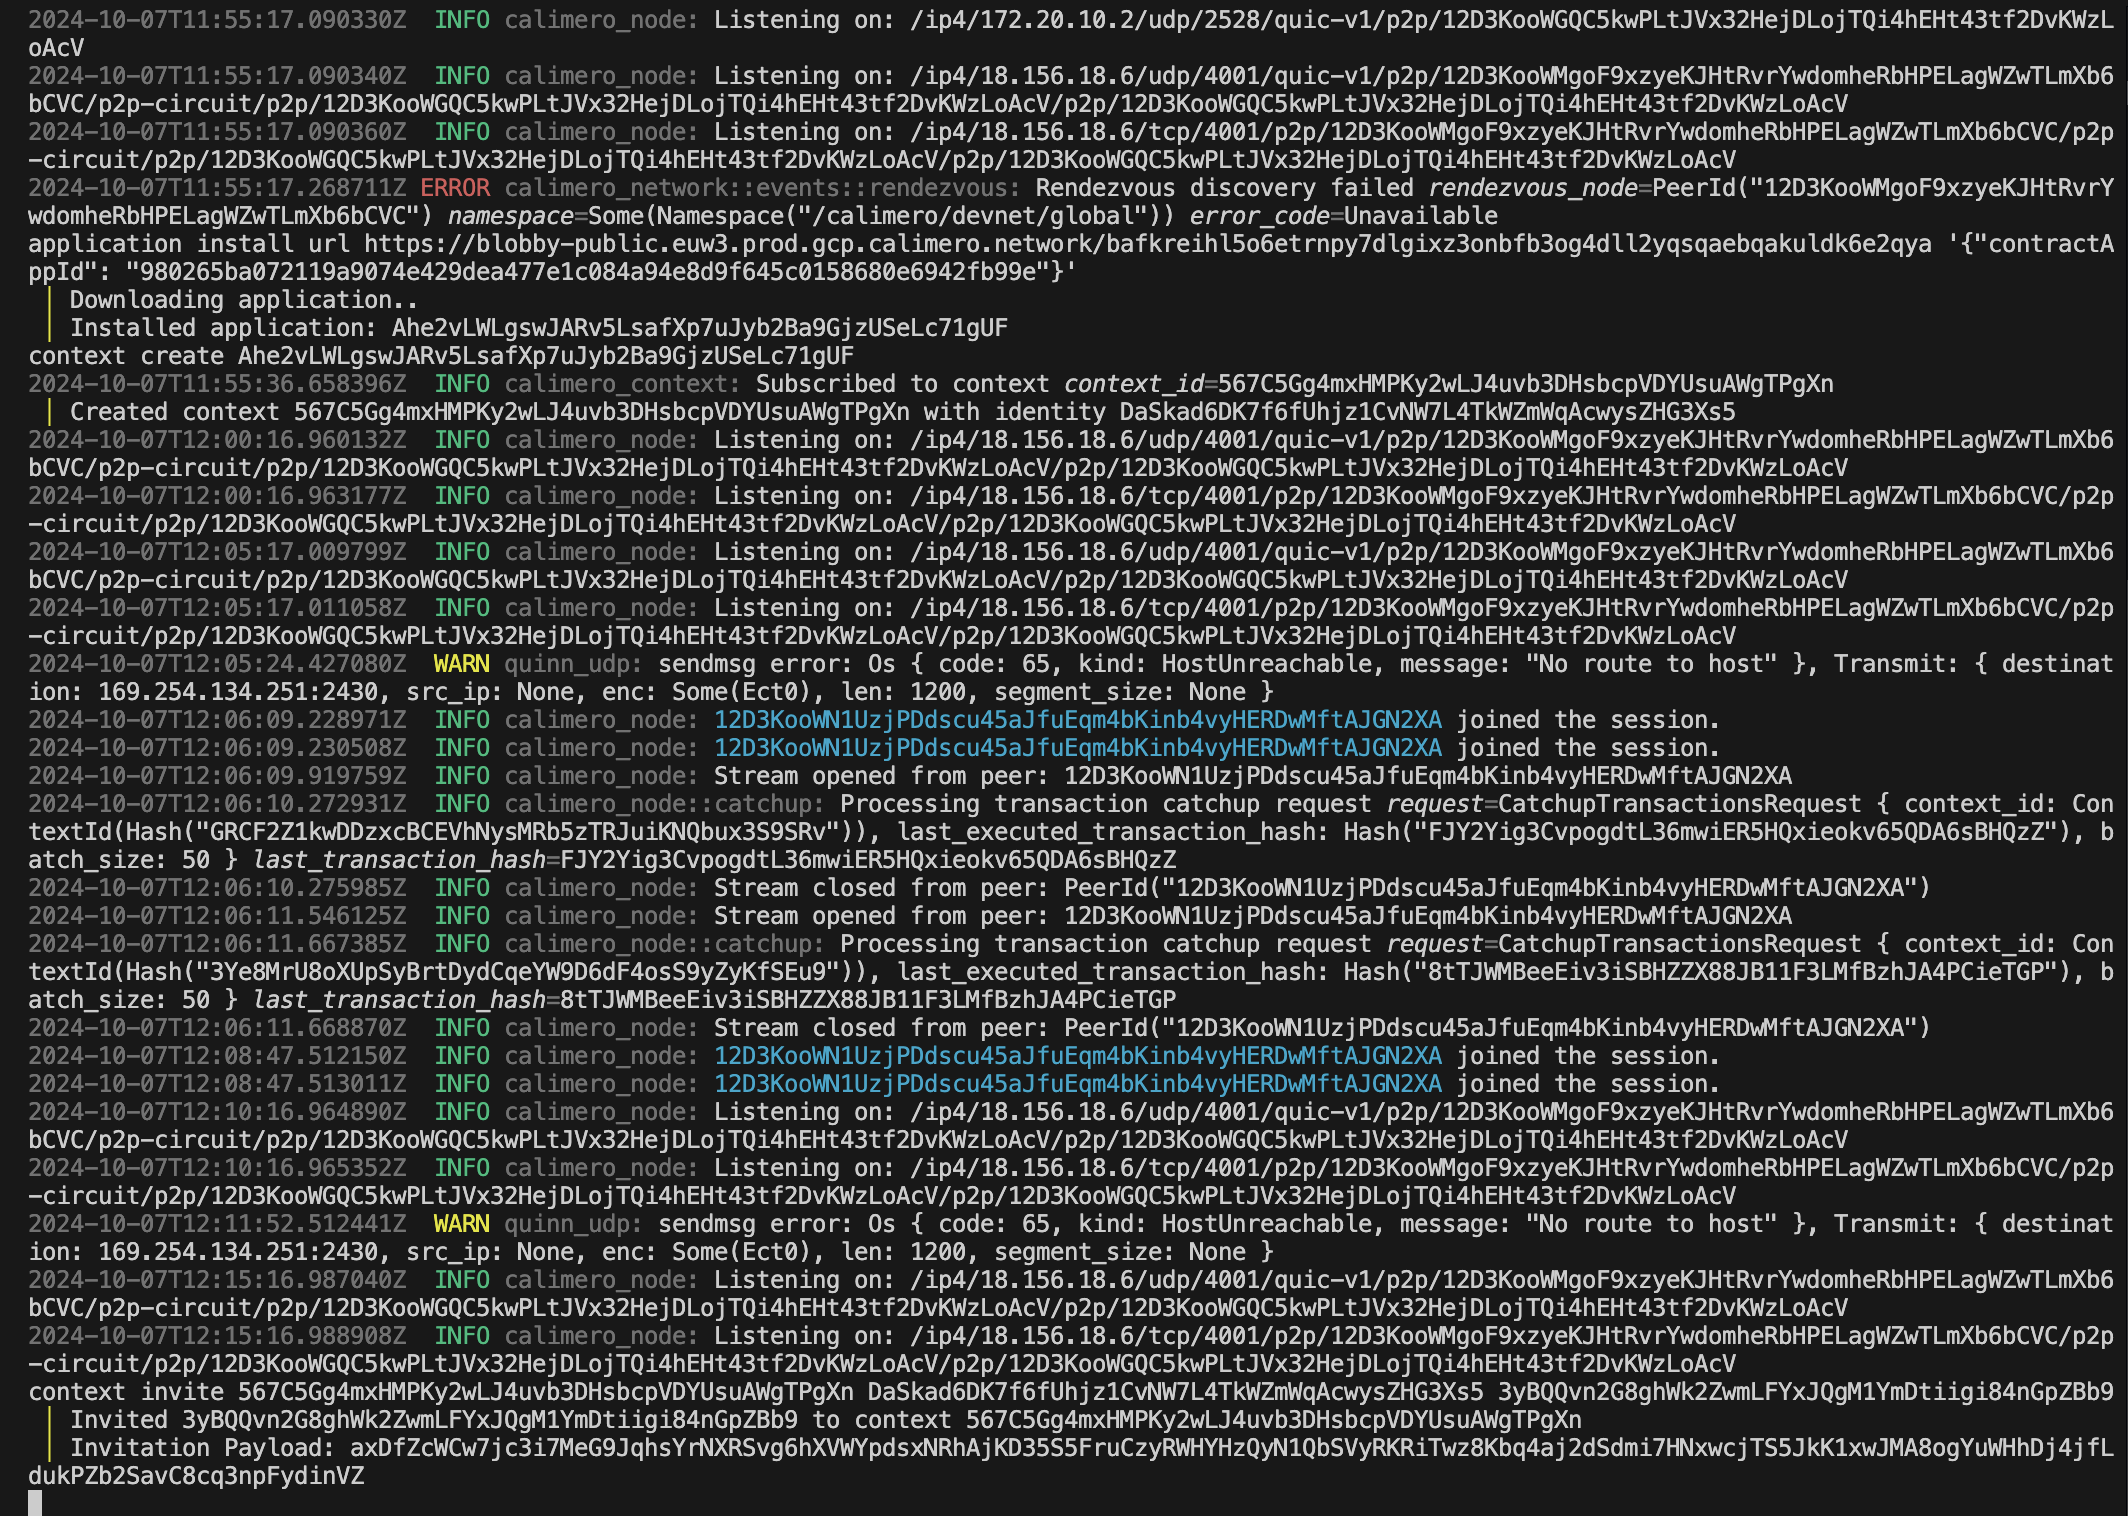 2024-10-07T11:55:17.090330Z  INFO calimero_node: Listening on: /ip4/172.20.10.2/udp/2528/quic-v1/p2p/12D3KooWGQC5kwPLtJVx32HejDLojTQi4hEHt43tf2DvKWzL
oAcV
2024-10-07T11:55:17.090340Z  INFO calimero_node: Listening on: /ip4/18.156.18.6/udp/4001/quic-v1/p2p/12D3KooWMgoF9xzyeKJHtRvrYwdomheRbHPELagWZwTLmXb6
bCVC/p2p-circuit/p2p/12D3KooWGQC5kwPLtJVx32HejDLojTQi4hEHt43tf2DvKWzLoAcV/p2p/12D3KooWGQC5kwPLtJVx32HejDLojTQi4hEHt43tf2DvKWzLoAcV
2024-10-07T11:55:17.090360Z  INFO calimero_node: Listening on: /ip4/18.156.18.6/tcp/4001/p2p/12D3KooWMgoF9xzyeKJHtRvrYwdomheRbHPELagWZwTLmXb6bCVC/p2p
-circuit/p2p/12D3KooWGQC5kwPLtJVx32HejDLojTQi4hEHt43tf2DvKWzLoAcV/p2p/12D3KooWGQC5kwPLtJVx32HejDLojTQi4hEHt43tf2DvKWzLoAcV
2024-10-07T11:55:17.268711Z ERROR calimero_network::events::rendezvous: Rendezvous discovery failed rendezvous_node=PeerId("12D3KooWMgoF9xzyeKJHtRvrY
wdomheRbHPELagWZwTLmXb6bCVC") namespace=Some(Namespace("/calimero/devnet/global")) error_code=Unavailable
application install url https://blobby-public.euw3.prod.gcp.calimero.network/bafkreihl5o6etrnpy7dlgixz3onbfb3og4dll2yqsqaebqakuldk6e2qya '{"contractA
ppId": "980265ba072119a9074e429dea477e1c084a94e8d9f645c0158680e6942fb99e"}'
│ Downloading application..
│ Installed application: Ahe2vLWLgswJARv5LsafXp7uJyb2Ba9GjzUSeLc71gUF
context create Ahe2vLWLgswJARv5LsafXp7uJyb2Ba9GjzUSeLc71gUF
2024-10-07T11:55:36.658396Z  INFO calimero_context: Subscribed to context context_id=567C5Gg4mxHMPKy2wLJ4uvb3DHsbcpVDYUsuAWgTPgXn
│ Created context 567C5Gg4mxHMPKy2wLJ4uvb3DHsbcpVDYUsuAWgTPgXn with identity DaSkad6DK7f6fUhjz1CvNW7L4TkWZmWqAcwysZHG3Xs5
2024-10-07T12:00:16.960132Z  INFO calimero_node: Listening on: /ip4/18.156.18.6/udp/4001/quic-v1/p2p/12D3KooWMgoF9xzyeKJHtRvrYwdomheRbHPELagWZwTLmXb6
bCVC/p2p-circuit/p2p/12D3KooWGQC5kwPLtJVx32HejDLojTQi4hEHt43tf2DvKWzLoAcV/p2p/12D3KooWGQC5kwPLtJVx32HejDLojTQi4hEHt43tf2DvKWzLoAcV
2024-10-07T12:00:16.963177Z  INFO calimero_node: Listening on: /ip4/18.156.18.6/tcp/4001/p2p/12D3KooWMgoF9xzyeKJHtRvrYwdomheRbHPELagWZwTLmXb6bCVC/p2p
-circuit/p2p/12D3KooWGQC5kwPLtJVx32HejDLojTQi4hEHt43tf2DvKWzLoAcV/p2p/12D3KooWGQC5kwPLtJVx32HejDLojTQi4hEHt43tf2DvKWzLoAcV
2024-10-07T12:05:17.009799Z  INFO calimero_node: Listening on: /ip4/18.156.18.6/udp/4001/quic-v1/p2p/12D3KooWMgoF9xzyeKJHtRvrYwdomheRbHPELagWZwTLmXb6
bCVC/p2p-circuit/p2p/12D3KooWGQC5kwPLtJVx32HejDLojTQi4hEHt43tf2DvKWzLoAcV/p2p/12D3KooWGQC5kwPLtJVx32HejDLojTQi4hEHt43tf2DvKWzLoAcV
2024-10-07T12:05:17.011058Z  INFO calimero_node: Listening on: /ip4/18.156.18.6/tcp/4001/p2p/12D3KooWMgoF9xzyeKJHtRvrYwdomheRbHPELagWZwTLmXb6bCVC/p2p
-circuit/p2p/12D3KooWGQC5kwPLtJVx32HejDLojTQi4hEHt43tf2DvKWzLoAcV/p2p/12D3KooWGQC5kwPLtJVx32HejDLojTQi4hEHt43tf2DvKWzLoAcV
2024-10-07T12:05:24.427080Z  WARN quinn_udp: sendmsg error: Os { code: 65, kind: HostUnreachable, message: "No route to host" }, Transmit: { destinat
ion: 169.254.134.251:2430, src_ip: None, enc: Some(Ect0), len: 1200, segment_size: None }
2024-10-07T12:06:09.228971Z  INFO calimero_node: 12D3KooWN1UzjPDdscu45aJfuEqm4bKinb4vyHERDwMftAJGN2XA joined the session.
2024-10-07T12:06:09.230508Z  INFO calimero_node: 12D3KooWN1UzjPDdscu45aJfuEqm4bKinb4vyHERDwMftAJGN2XA joined the session.
2024-10-07T12:06:09.919759Z  INFO calimero_node: Stream opened from peer: 12D3KooWN1UzjPDdscu45aJfuEqm4bKinb4vyHERDwMftAJGN2XA
2024-10-07T12:06:10.272931Z  INFO calimero_node::catchup: Processing transaction catchup request request=CatchupTransactionsRequest { context_id: Con
textId(Hash("GRCF2Z1kwDDzxcBCEVhNysMRb5zTRJuiKNQbux3S9SRv")), last_executed_transaction_hash: Hash("FJY2Yig3CvpogdtL36mwiER5HQxieokv65QDA6sBHQzZ"), b
atch_size: 50 } last_transaction_hash=FJY2Yig3CvpogdtL36mwiER5HQxieokv65QDA6sBHQzZ
2024-10-07T12:06:10.275985Z  INFO calimero_node: Stream closed from peer: PeerId("12D3KooWN1UzjPDdscu45aJfuEqm4bKinb4vyHERDwMftAJGN2XA")
2024-10-07T12:06:11.546125Z  INFO calimero_node: Stream opened from peer: 12D3KooWN1UzjPDdscu45aJfuEqm4bKinb4vyHERDwMftAJGN2XA
2024-10-07T12:06:11.667385Z  INFO calimero_node::catchup: Processing transaction catchup request request=CatchupTransactionsRequest { context_id: Con
textId(Hash("3Ye8MrU8oXUpSyBrtDydCqeYW9D6dF4osS9yZyKfSEu9")), last_executed_transaction_hash: Hash("8tTJWMBeeEiv3iSBHZZX88JB11F3LMfBzhJA4PCieTGP"), b
atch_size: 50 } last_transaction_hash=8tTJWMBeeEiv3iSBHZZX88JB11F3LMfBzhJA4PCieTGP
2024-10-07T12:06:11.668870Z  INFO calimero_node: Stream closed from peer: PeerId("12D3KooWN1UzjPDdscu45aJfuEqm4bKinb4vyHERDwMftAJGN2XA")
2024-10-07T12:08:47.512150Z  INFO calimero_node: 12D3KooWN1UzjPDdscu45aJfuEqm4bKinb4vyHERDwMftAJGN2XA joined the session.
2024-10-07T12:08:47.513011Z  INFO calimero_node: 12D3KooWN1UzjPDdscu45aJfuEqm4bKinb4vyHERDwMftAJGN2XA joined the session.
2024-10-07T12:10:16.964890Z  INFO calimero_node: Listening on: /ip4/18.156.18.6/udp/4001/quic-v1/p2p/12D3KooWMgoF9xzyeKJHtRvrYwdomheRbHPELagWZwTLmXb6
bCVC/p2p-circuit/p2p/12D3KooWGQC5kwPLtJVx32HejDLojTQi4hEHt43tf2DvKWzLoAcV/p2p/12D3KooWGQC5kwPLtJVx32HejDLojTQi4hEHt43tf2DvKWzLoAcV
2024-10-07T12:10:16.965352Z  INFO calimero_node: Listening on: /ip4/18.156.18.6/tcp/4001/p2p/12D3KooWMgoF9xzyeKJHtRvrYwdomheRbHPELagWZwTLmXb6bCVC/p2p
-circuit/p2p/12D3KooWGQC5kwPLtJVx32HejDLojTQi4hEHt43tf2DvKWzLoAcV/p2p/12D3KooWGQC5kwPLtJVx32HejDLojTQi4hEHt43tf2DvKWzLoAcV
2024-10-07T12:11:52.512441Z  WARN quinn_udp: sendmsg error: Os { code: 65, kind: HostUnreachable, message: "No route to host" }, Transmit: { destinat
ion: 169.254.134.251:2430, src_ip: None, enc: Some(Ect0), len: 1200, segment_size: None }
2024-10-07T12:15:16.987040Z  INFO calimero_node: Listening on: /ip4/18.156.18.6/udp/4001/quic-v1/p2p/12D3KooWMgoF9xzyeKJHtRvrYwdomheRbHPELagWZwTLmXb6
bCVC/p2p-circuit/p2p/12D3KooWGQC5kwPLtJVx32HejDLojTQi4hEHt43tf2DvKWzLoAcV/p2p/12D3KooWGQC5kwPLtJVx32HejDLojTQi4hEHt43tf2DvKWzLoAcV
2024-10-07T12:15:16.988908Z  INFO calimero_node: Listening on: /ip4/18.156.18.6/tcp/4001/p2p/12D3KooWMgoF9xzyeKJHtRvrYwdomheRbHPELagWZwTLmXb6bCVC/p2p
-circuit/p2p/12D3KooWGQC5kwPLtJVx32HejDLojTQi4hEHt43tf2DvKWzLoAcV/p2p/12D3KooWGQC5kwPLtJVx32HejDLojTQi4hEHt43tf2DvKWzLoAcV
context invite 567C5Gg4mxHMPKy2wLJ4uvb3DHsbcpVDYUsuAWgTPgXn DaSkad6DK7f6fUhjz1CvNW7L4TkWZmWqAcwysZHG3Xs5 3yBQQvn2G8ghWk2ZwmLFYxJQgM1YmDtiigi84nGpZBb9
│ Invited 3yBQQvn2G8ghWk2ZwmLFYxJQgM1YmDtiigi84nGpZBb9 to context 567C5Gg4mxHMPKy2wLJ4uvb3DHsbcpVDYUsuAWgTPgXn
│ Invitation Payload: axDfZcWCw7jc3i7MeG9JqhsYrNXRSvg6hXVWYpdsxNRhAjKD35S5FruCzyRWHYHzQyN1QbSVyRKRiTwz8Kbq4aj2dSdmi7HNxwcjTS5JkK1xwJMA8ogYuWHhDj4jfL
dukPZb2SavC8cq3npFydinVZ